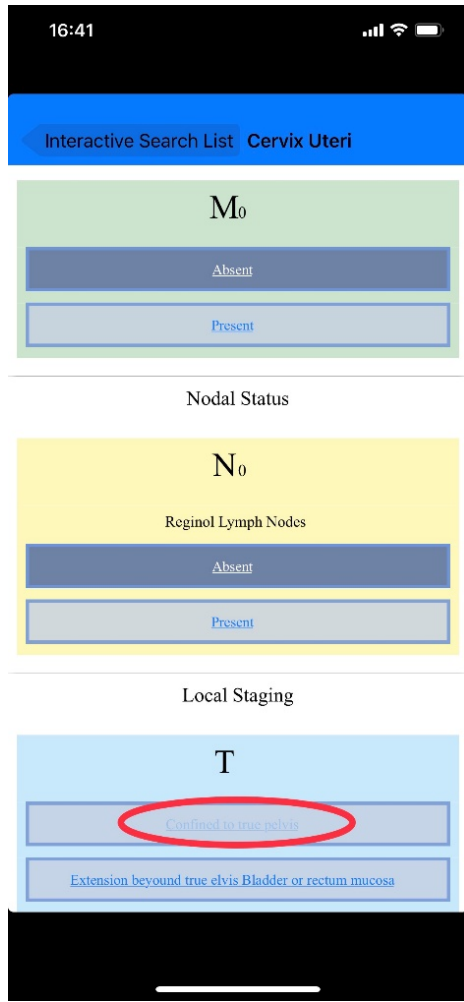 16:41
Interactive Search List Cervix Uteri
M0
Absent
Present
Nodal Status
N0
Reginol Lymph Nodes
Absent
Present
Local Staging
T
Confined to true pelvis
Extension beyound true elvis Bladder or rectum mucosa